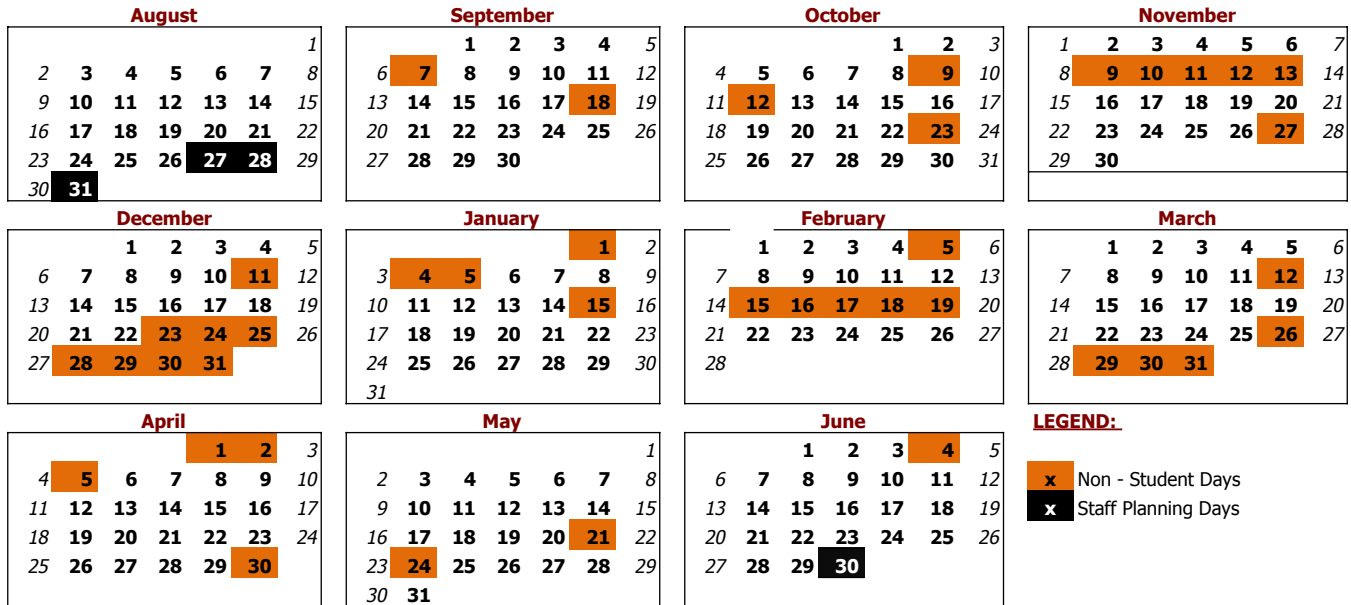 August
1
2 3 4 5 6 7 8
9 10 11 12 13 14 15
16 17 18 19 20 21 22
23 24 25 26 27 28 29
30 31
September
1 2 3 4 5
6 7 8 9 10 11 12
13 14 15 16 17 18 19
20 21 22 23 24 25 26
27 28 29 30
October
1 2 3
4 5 6 7 8 9 10
11 12 13 14 15 16 17
18 19 20 21 22 23 24
25 26 27 28 29 30 31
November
1 2 3 4 5 6 7
8 9 10 11 12 13 14
15 16 17 18 19 20 21
22 23 24 25 26 27 28
29 30
December
1 2 3 4 5
6 7 8 9 10 11 12
13 14 15 16 17 18 19
20 21 22 23 24 25 26
27 28 29 30 31
January
1 2
3 4 5 6 7 8 9
10 11 12 13 14 15 16
17 18 19 20 21 22 23
24 25 26 27 28 29 30
31
February
1 2 3 4 5 6
7 8 9 10 11 12 13
14 15 16 17 18 19 20
21 22 23 24 25 26 27
28
March
1 2 3 4 5 6
7 8 9 10 11 12 13
14 15 16 17 18 19 20
21 22 23 24 25 26 27
28 29 30 31
April
1 2 3
4 5 6 7 8 9 10
11 12 13 14 15 16 17
18 19 20 21 22 23 24
25 26 27 28 29 30
May
1
2 3 4 5 6 7 8
9 10 11 12 13 14 15
16 17 18 19 20 21 22
23 24 25 26 27 28 29
30 31
June
1 2 3 4 5
6 7 8 9 10 11 12
13 14 15 16 17 18 19
20 21 22 23 24 25 26
27 28 29 30
LEGEND:
x Non - Student Days
x Staff Planning Days